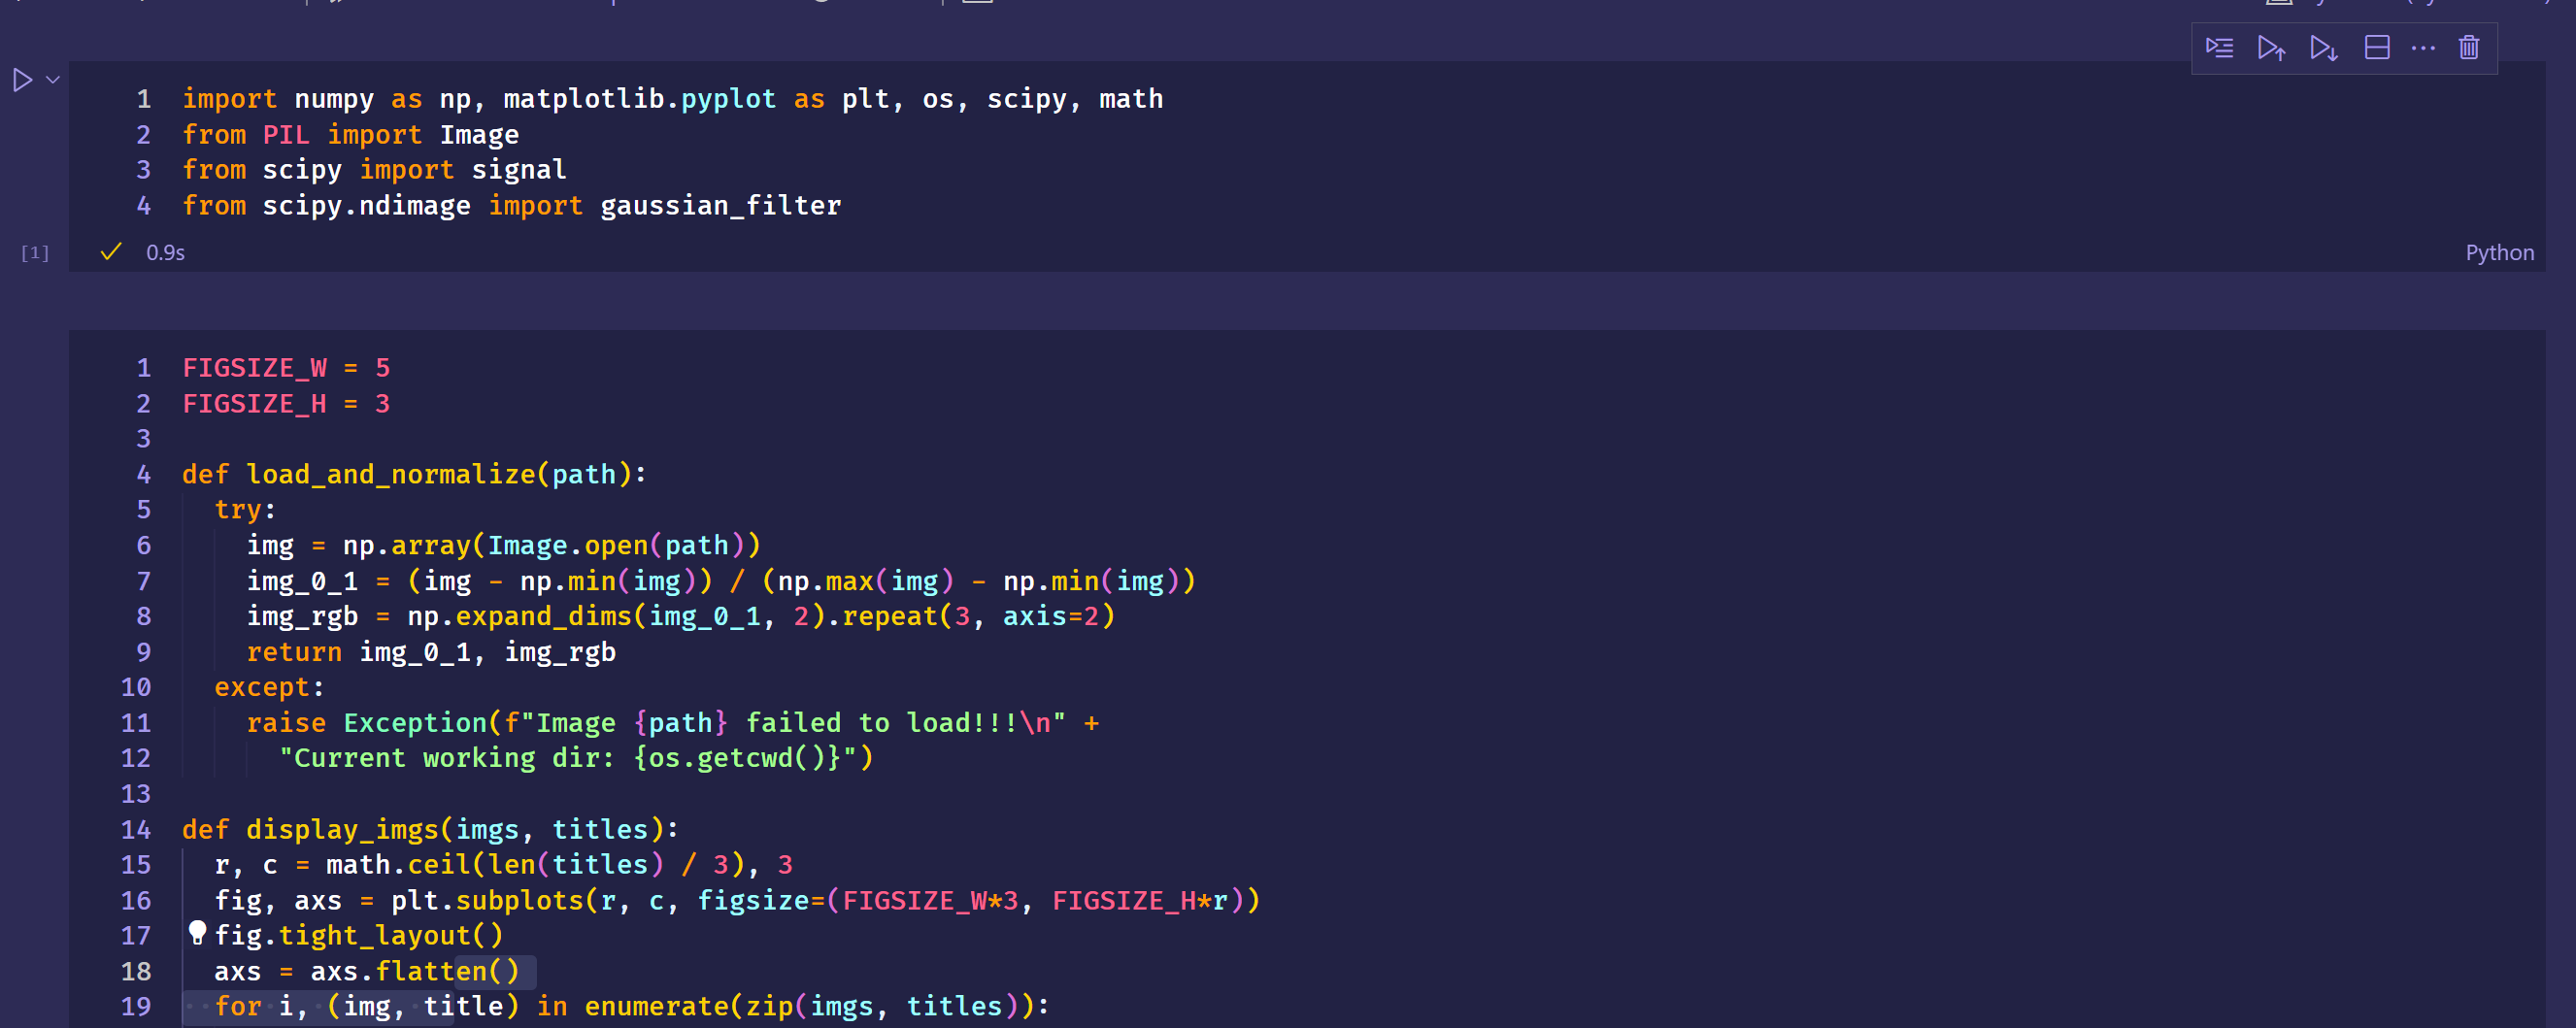 1 import numpy as np, matplotlib.pyplot as plt, os, scipy, math
2 from PIL import Image
3 from scipy import signal
4 from scipy.ndimage import gaussian_filter
[1] 0.9s Python
1 FIGSIZE_W = 5
2 FIGSIZE_H = 3
3
4 def load_and_normalize(path):
5   try:
6     img = np.array(Image.open(path))
7     img_0_1 = (img - np.min(img)) / (np.max(img) - np.min(img))
8     img_rgb = np.expand_dims(img_0_1, 2).repeat(3, axis=2)
9     return img_0_1, img_rgb
10   except:
11     raise Exception(f"Image {path} failed to load!!!\n" +
12       "Current working dir: {os.getcwd()}")
13
14 def display_imgs(imgs, titles):
15   r, c = math.ceil(len(titles) / 3), 3
16   fig, axs = plt.subplots(r, c, figsize=(FIGSIZE_W*3, FIGSIZE_H*r))
17   fig.tight_layout()
18   axs = axs.flatten()
19   for i, (img, title) in enumerate(zip(imgs, titles)):